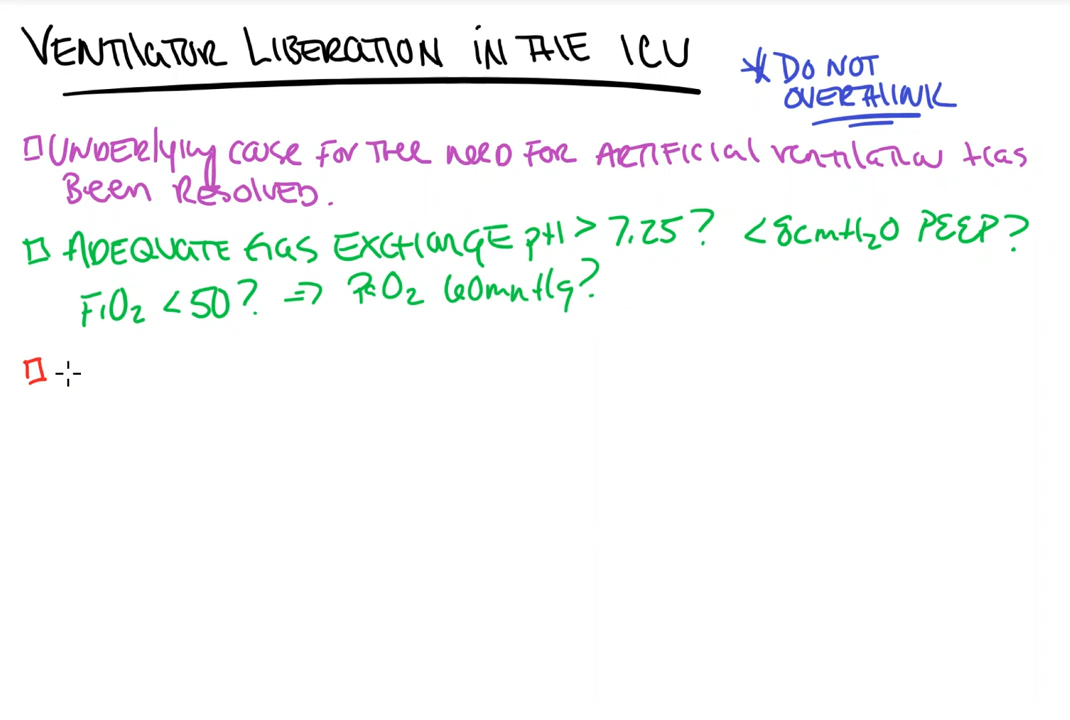 VENTILATOR LIBERATION IN THE ICU
* DO NOT
OVERTHINK
UNDERlying cause FOR THE NEED FOR ARTIFICIAL ventilation Has
Been RESOLVED.
ADEQUATE GAS EXCHANGE pH > 7.25? <8cmH2O PEEP?
FiO2 <50? => PaO2 60mmHg?